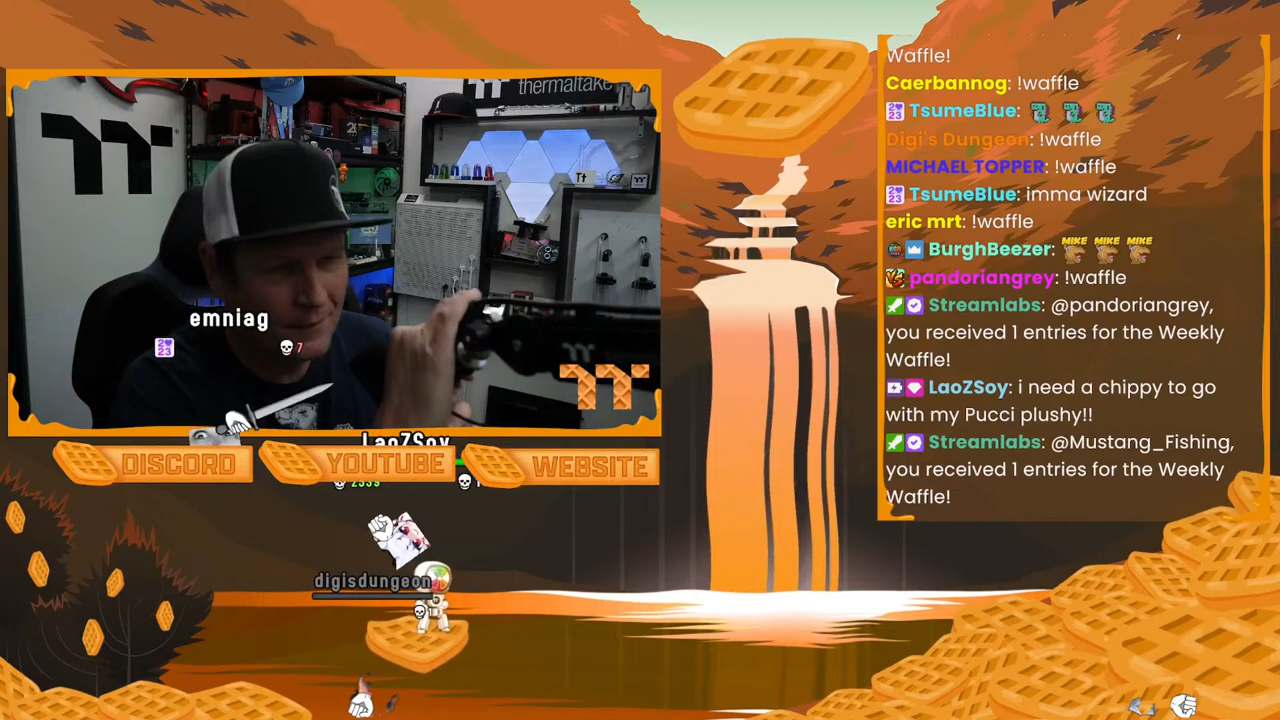 thermaltake
Tt
emniag
7
LaoZSoy
DISCORD
YOUTUBE
WEBSITE
2339
digisdungeon
Waffle!
Caerbannog: !waffle
TsumeBlue:
Digi's Dungeon: !waffle
MICHAEL TOPPER: !waffle
TsumeBlue: imma wizard
eric mrt: !waffle
BurghBeezer: MIKE MIKE MIKE
pandoriangrey: !waffle
Streamlabs: @pandoriangrey,
you received 1 entries for the Weekly
Waffle!
LaoZSoy: i need a chippy to go
with my Pucci plushy!!
Streamlabs: @Mustang_Fishing,
you received 1 entries for the Weekly
Waffle!